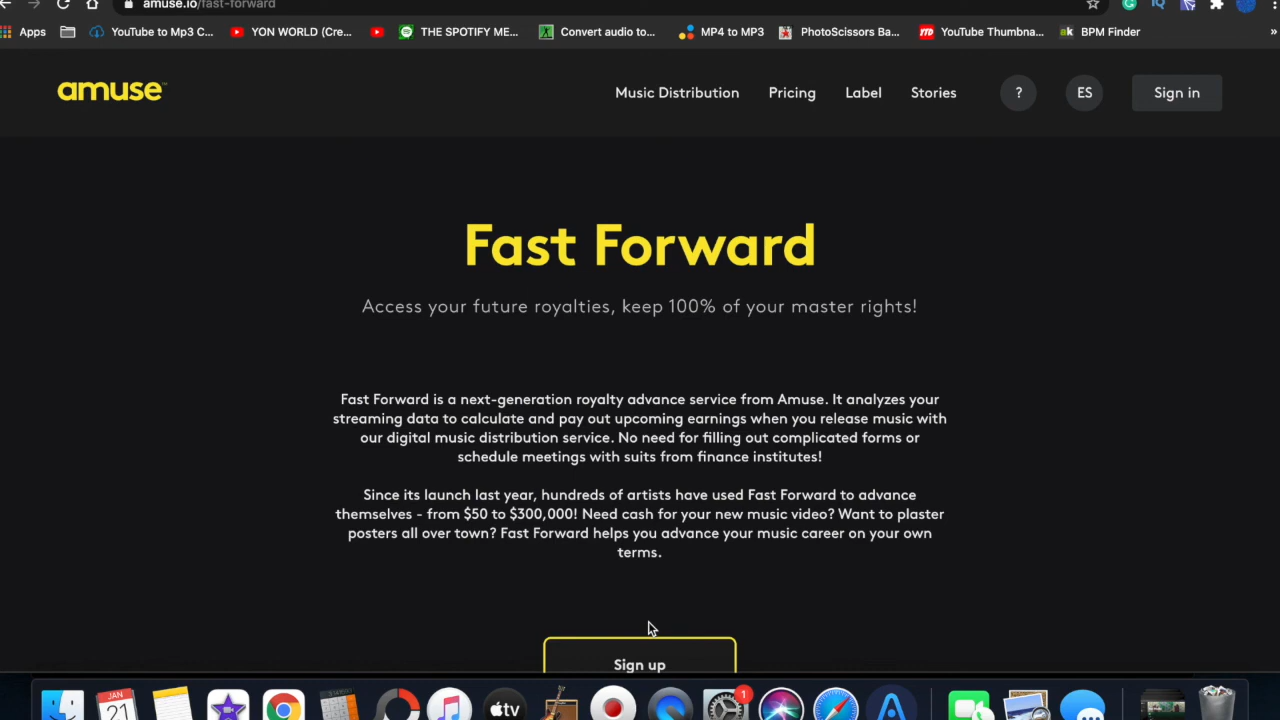 amuse.io/fast-forward
Apps YouTube to Mp3 C... YON WORLD (Cre... THE SPOTIFY ME... Convert audio to... MP4 to MP3 PhotoScissors Ba... YouTube Thumbna... BPM Finder »
amuse Music Distribution Pricing Label Stories ? ES Sign in
Fast Forward
Access your future royalties, keep 100% of your master rights!
Fast Forward is a next-generation royalty advance service from Amuse. It analyzes your
streaming data to calculate and pay out upcoming earnings when you release music with
our digital music distribution service. No need for filling out complicated forms or
schedule meetings with suits from finance institutes!
Since its launch last year, hundreds of artists have used Fast Forward to advance
themselves - from $50 to $300,000! Need cash for your new music video? Want to plaster
posters all over town? Fast Forward helps you advance your music career on your own
terms.
Sign up
JAN
21
tv
1